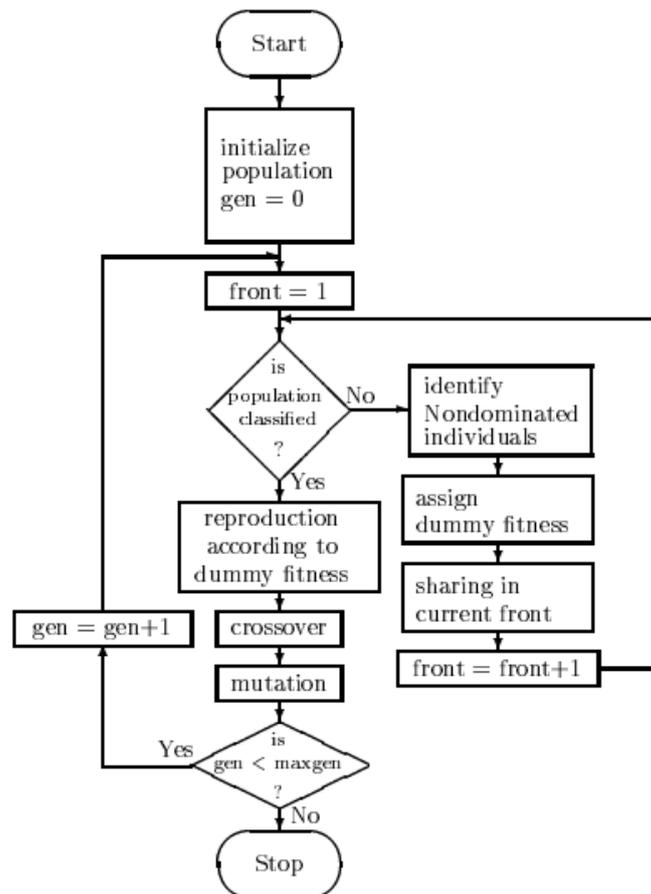 Start
initialize
population
gen = 0
front = 1
is
population
classified
?
No
Yes
identify
Nondominated
individuals
assign
dummy fitness
sharing in
current front
front = front+1
reproduction
according to
dummy fitness
crossover
mutation
gen = gen+1
is
gen < maxgen
?
Yes
No
Stop